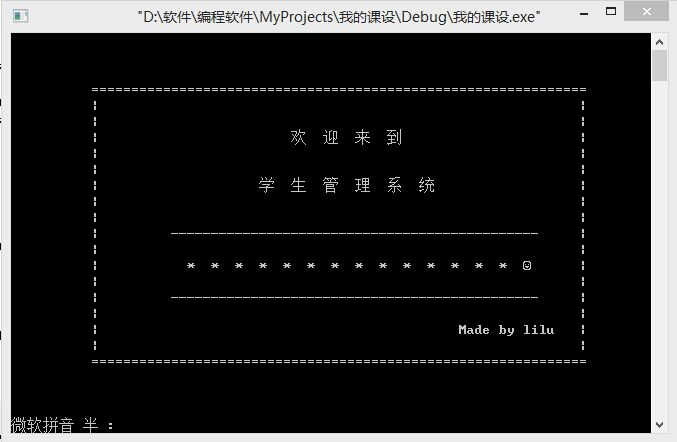 "D:\软件\编程软件\MyProjects\我的课设\Debug\我的课设.exe"
欢 迎 来 到
学 生 管 理 系 统
* * * * * * * * * * * * * * ☺
Made by lilu
微软拼音 半 :